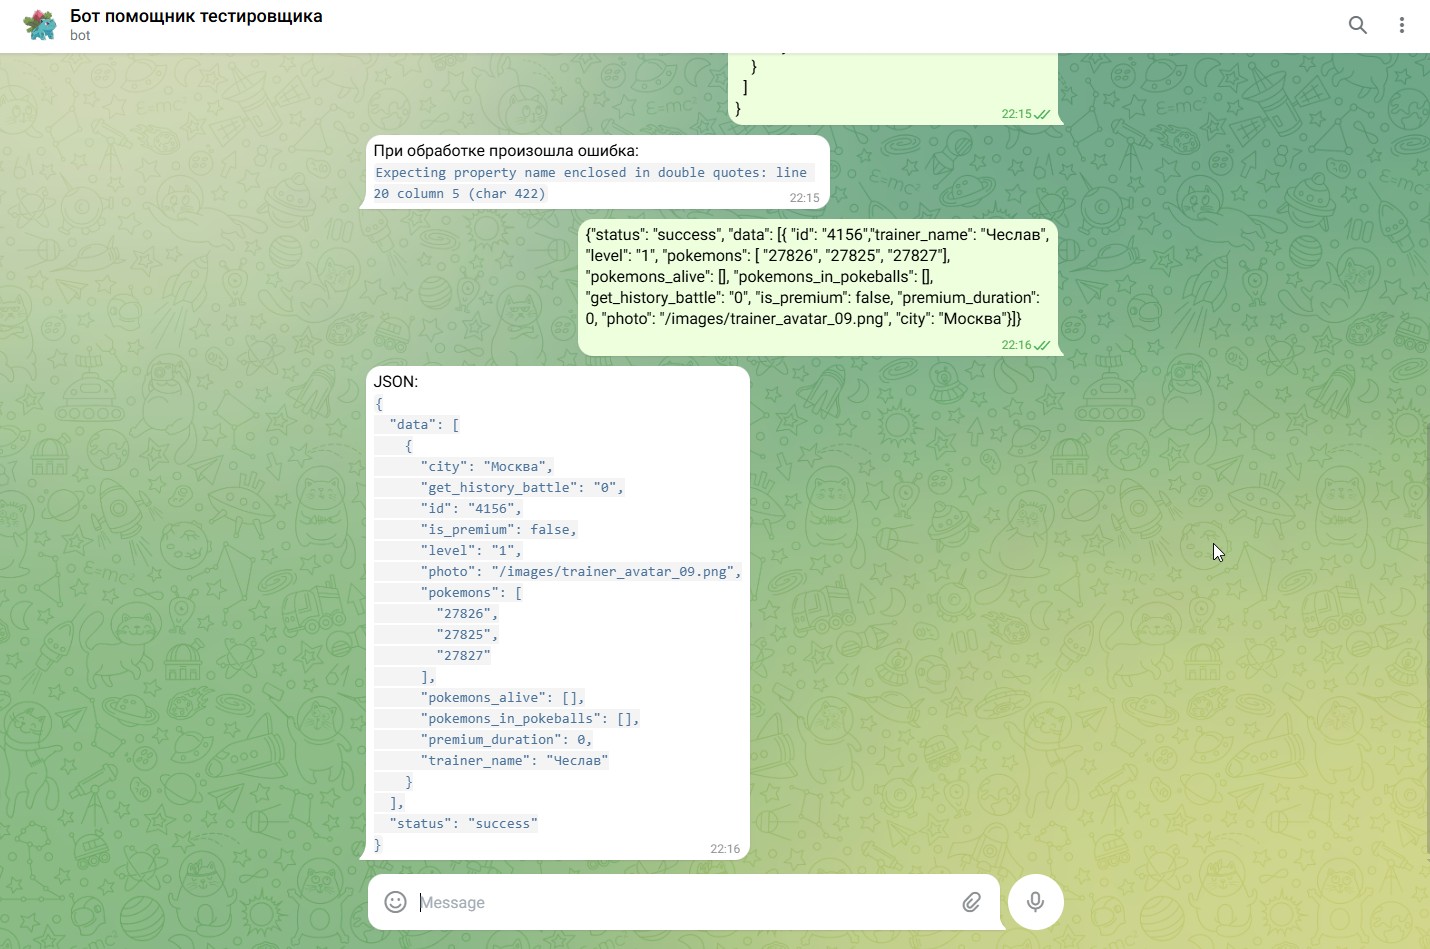 Бот помощник тестировщика
bot
}
]
}
22:15
При обработке произошла ошибка:
Expecting property name enclosed in double quotes: line
20 column 5 (char 422)
22:15
{"status": "success", "data": [{ "id": "4156","trainer_name": "Чеслав",
"level": "1", "pokemons": [ "27826", "27825", "27827"],
"pokemons_alive": [], "pokemons_in_pokeballs": [],
"get_history_battle": "0", "is_premium": false, "premium_duration":
0, "photo": "/images/trainer_avatar_09.png", "city": "Москва"}]}
22:16
JSON:
{
"data": [
{
"city": "Москва",
"get_history_battle": "0",
"id": "4156",
"is_premium": false,
"level": "1",
"photo": "/images/trainer_avatar_09.png",
"pokemons": [
"27826",
"27825",
"27827"
],
"pokemons_alive": [],
"pokemons_in_pokeballs": [],
"premium_duration": 0,
"trainer_name": "Чеслав"
}
],
"status": "success"
}
22:16
Message